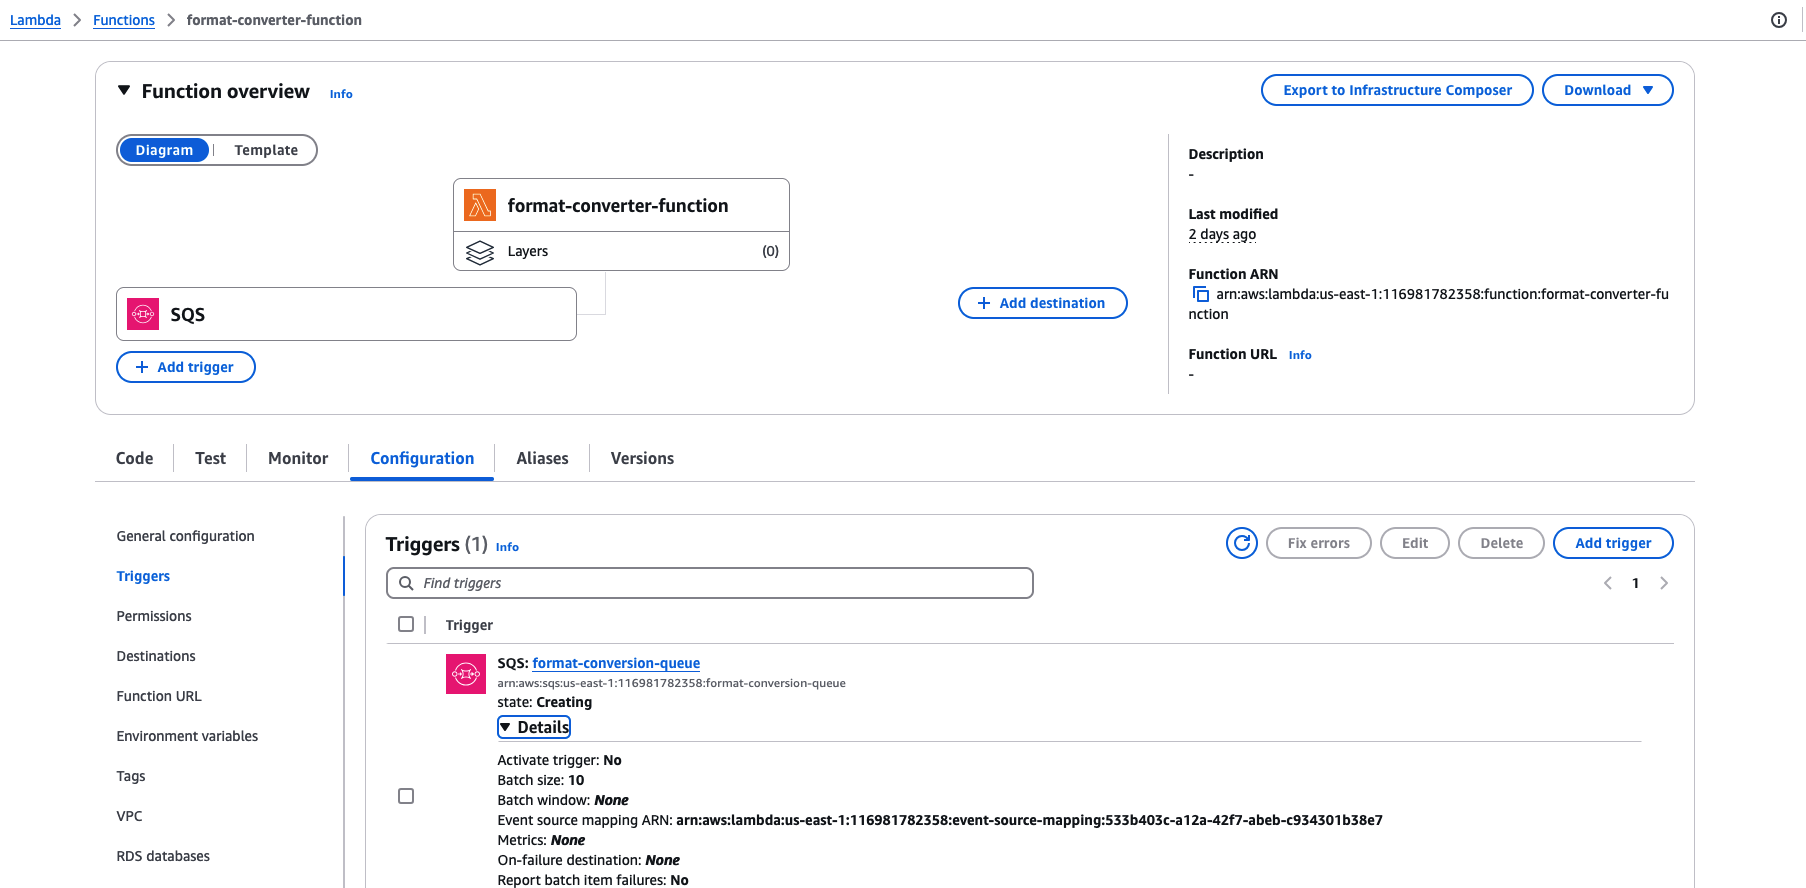 Lambda > Functions > format-converter-function
Function overview Info
Export to Infrastructure Composer
Download
Diagram | Template
format-converter-function
Layers (0)
SQS
+ Add trigger
+ Add destination
Description
-
Last modified
2 days ago
Function ARN
arn:aws:lambda:us-east-1:116981782358:function:format-converter-fu
nction
Function URL Info
-
Code
Test
Monitor
Configuration
Aliases
Versions
General configuration
Triggers
Permissions
Destinations
Function URL
Environment variables
Tags
VPC
RDS databases
Triggers (1) Info
Fix errors
Edit
Delete
Add trigger
Find triggers
1
Trigger
SQS: format-conversion-queue
arn:aws:sqs:us-east-1:116981782358:format-conversion-queue
state: Creating
Details
Activate trigger: No
Batch size: 10
Batch window: None
Event source mapping ARN: arn:aws:lambda:us-east-1:116981782358:event-source-mapping:533b403c-a12a-42f7-abeb-c934301b38e7
Metrics: None
On-failure destination: None
Report batch item failures: No